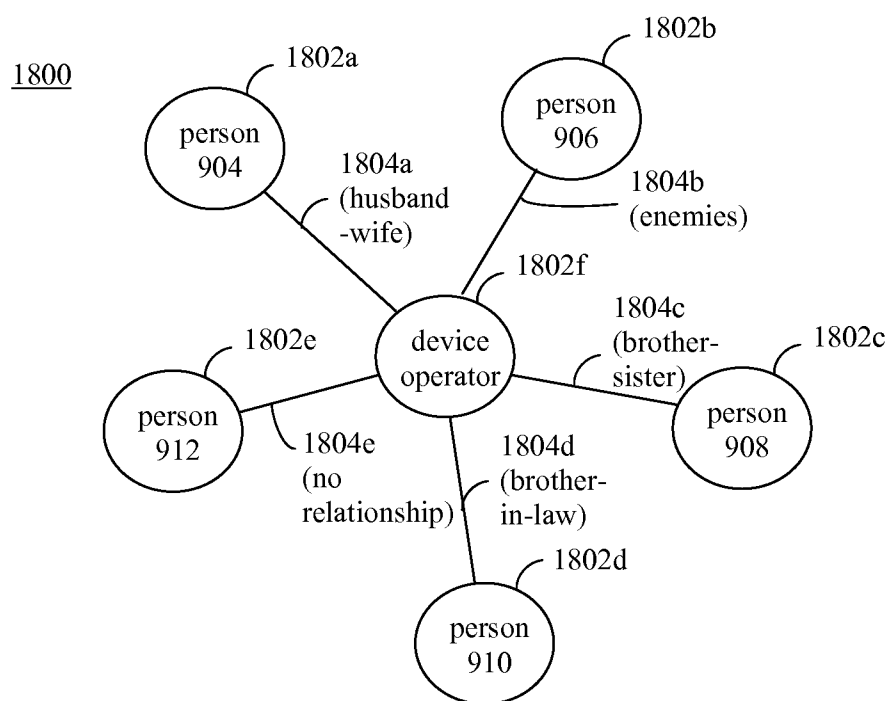 1800
1802a
person
904
1804a
(husband
-wife)
1802b
person
906
1804b
(enemies)
1802f
device
operator
1804c
(brother-
sister)
1802c
person
908
1802e
person
912
1804e
(no
relationship)
1804d
(brother-
in-law)
1802d
person
910